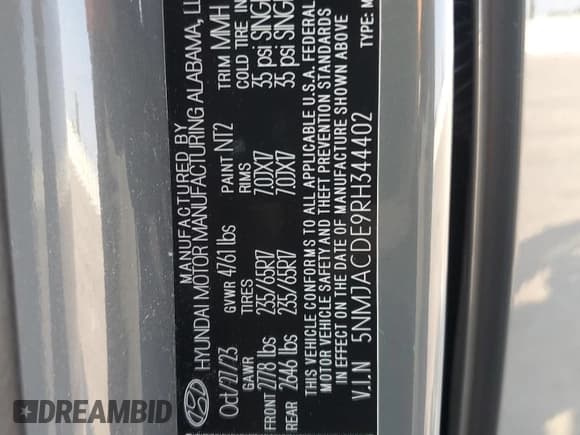 MANUFACTURED BY
HYUNDAI MOTOR MANUFACTURING ALABAMA, LL
Oct/27/23 GVWR 4761 lbs PAINT NT2 TRIM MMH
GAWR TIRES RIMS COLD TIRE IN
FRONT 2778 lbs 235/65R17 7.0JX17 35 psi SINGL
REAR 2646 lbs 235/65R17 7.0JX17 35 psi SINGL
THIS VEHICLE CONFORMS TO ALL APPLICABLE U.S.A. FEDERAL
MOTOR VEHICLE SAFETY AND THEFT PREVENTION STANDARDS
IN EFFECT ON THE DATE OF MANUFACTURE SHOWN ABOVE
V.I.N 5NMJACDE9RH344402 TYPE: M
DREAMBID